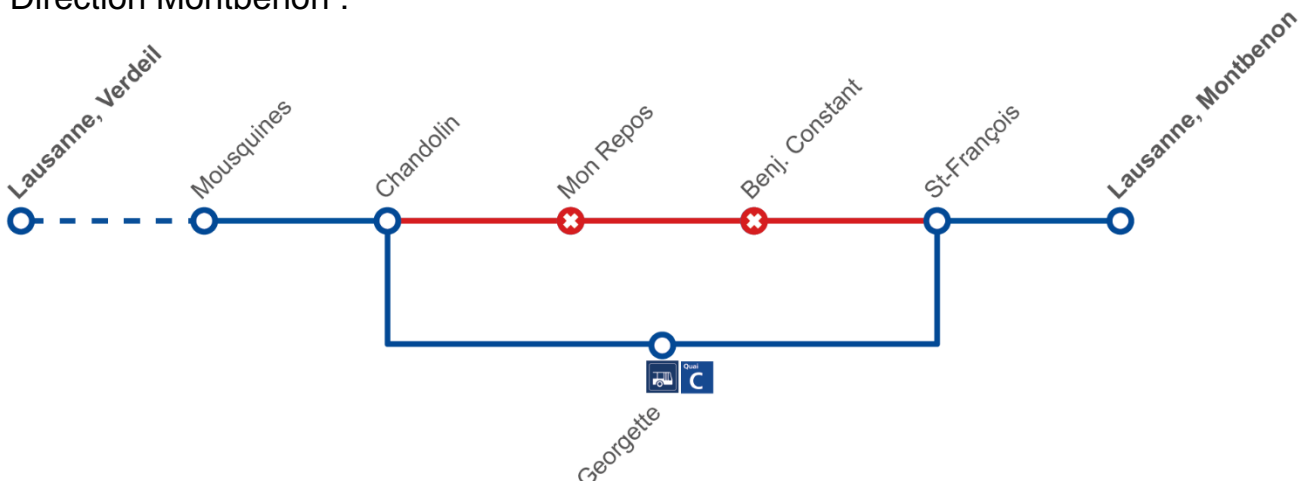 Direction Montbenon :
Lausanne, Verdeil
Mousquines
Chandolin
Mon Repos
Benj. Constant
St-François
Lausanne, Montbenon
Quai
C
Georgette